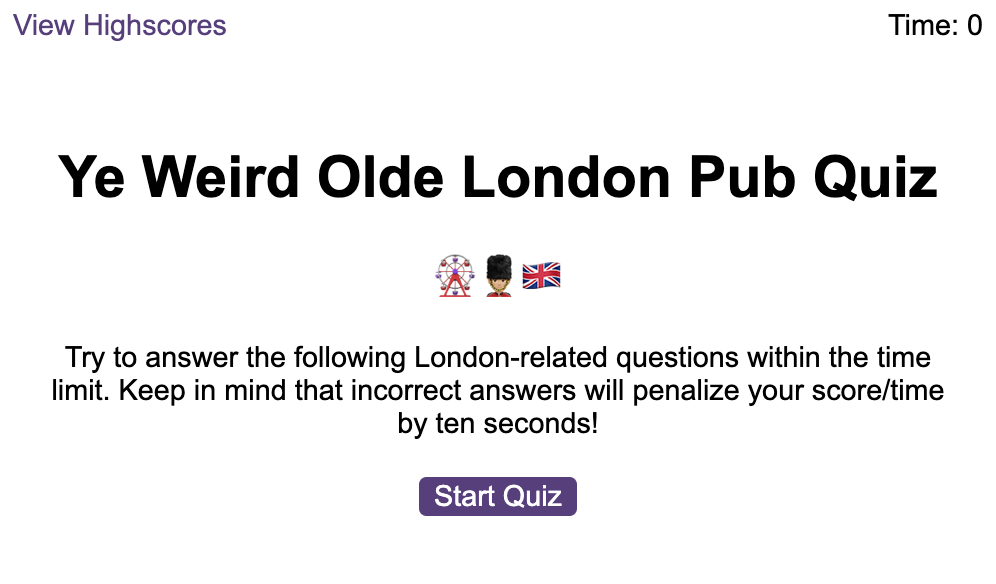 View Highscores
Time: 0
Ye Weird Olde London Pub Quiz
🎡💂🏼🇬🇧
Try to answer the following London-related questions within the time
limit. Keep in mind that incorrect answers will penalize your score/time
by ten seconds!
Start Quiz